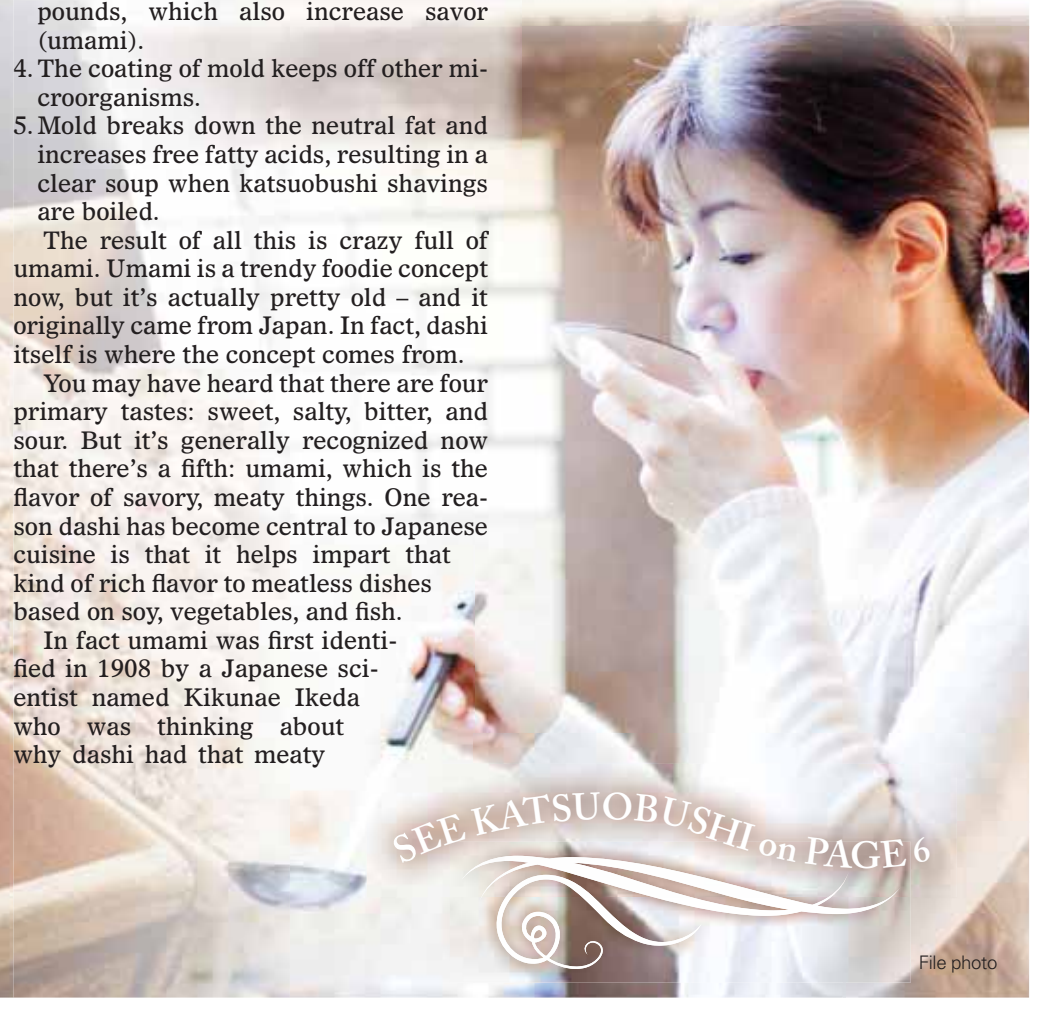 pounds, which also increase savor
(umami).
4. The coating of mold keeps off other mi-
croorganisms.
5. Mold breaks down the neutral fat and
increases free fatty acids, resulting in a
clear soup when katsuobushi shavings
are boiled.
The result of all this is crazy full of
umami. Umami is a trendy foodie concept
now, but it's actually pretty old – and it
originally came from Japan. In fact, dashi
itself is where the concept comes from.
You may have heard that there are four
primary tastes: sweet, salty, bitter, and
sour. But it's generally recognized now
that there's a fifth: umami, which is the
flavor of savory, meaty things. One rea-
son dashi has become central to Japanese
cuisine is that it helps impart that
kind of rich flavor to meatless dishes
based on soy, vegetables, and fish.
In fact umami was first identi-
fied in 1908 by a Japanese sci-
entist named Kikunae Ikeda
who was thinking about
why dashi had that meaty
SEE KATSUOBUSHI on PAGE 6
File photo